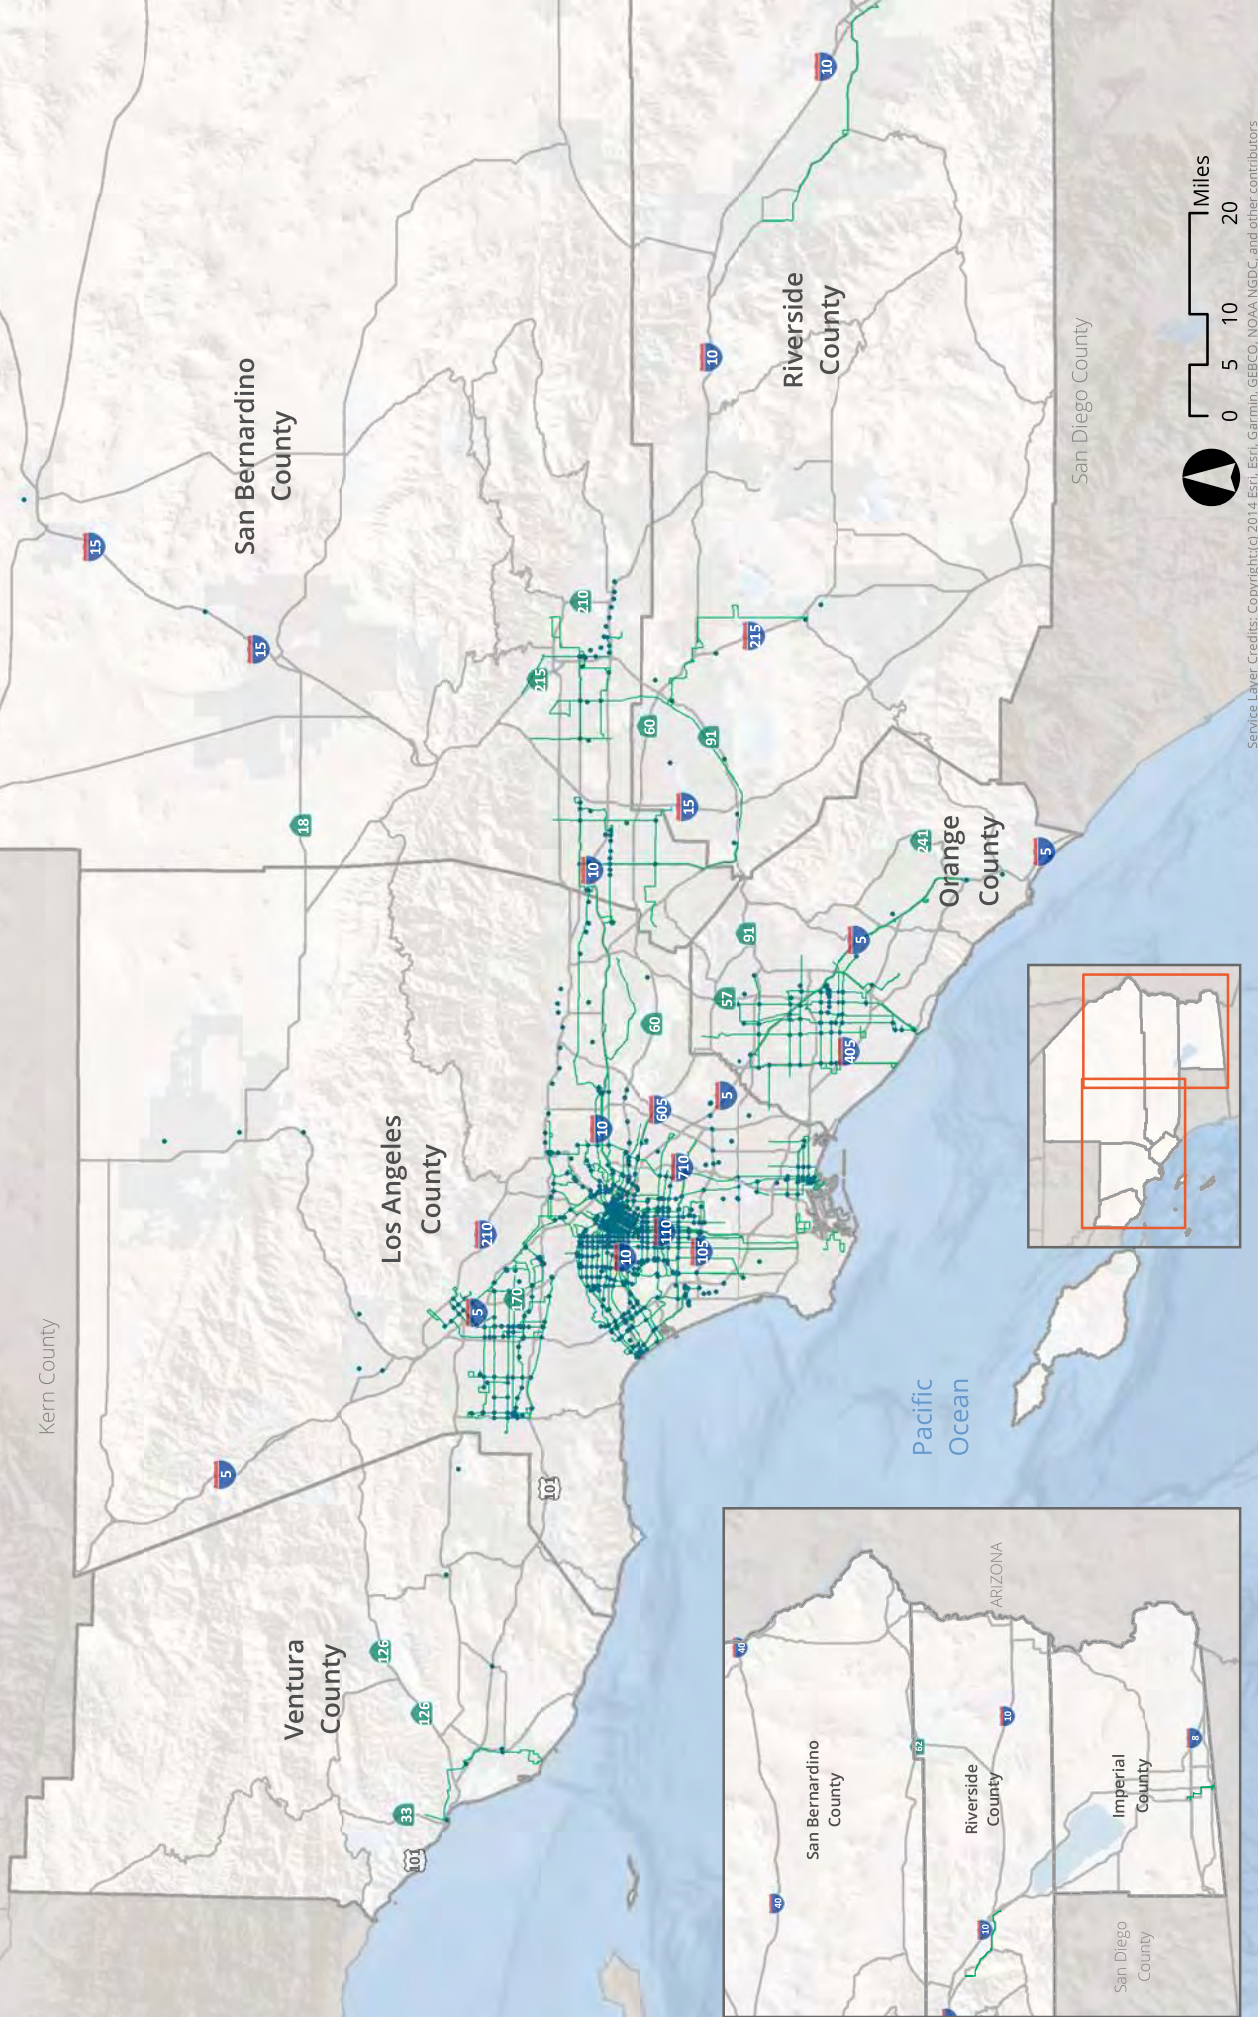 Kern County
Ventura
County
Los Angeles
County
San Bernardino
County
Riverside
County
Orange
County
San Diego County
Pacific
Ocean
101
33
126
126
101
5
5
170
210
10
110
105
10
710
605
5
60
57
405
91
5
241
5
10
18
15
60
91
215
210
215
15
15
10
10
0 5 10 20
Miles
San Bernardino
County
Riverside
County
Imperial
County
San Diego
County
ARIZONA
40
40
62
10
10
8
Service Layer Credits: Copyright:(c) 2014 Esri, Esri, Garmin, GEBCO, NOAA NGDC, and other contributors